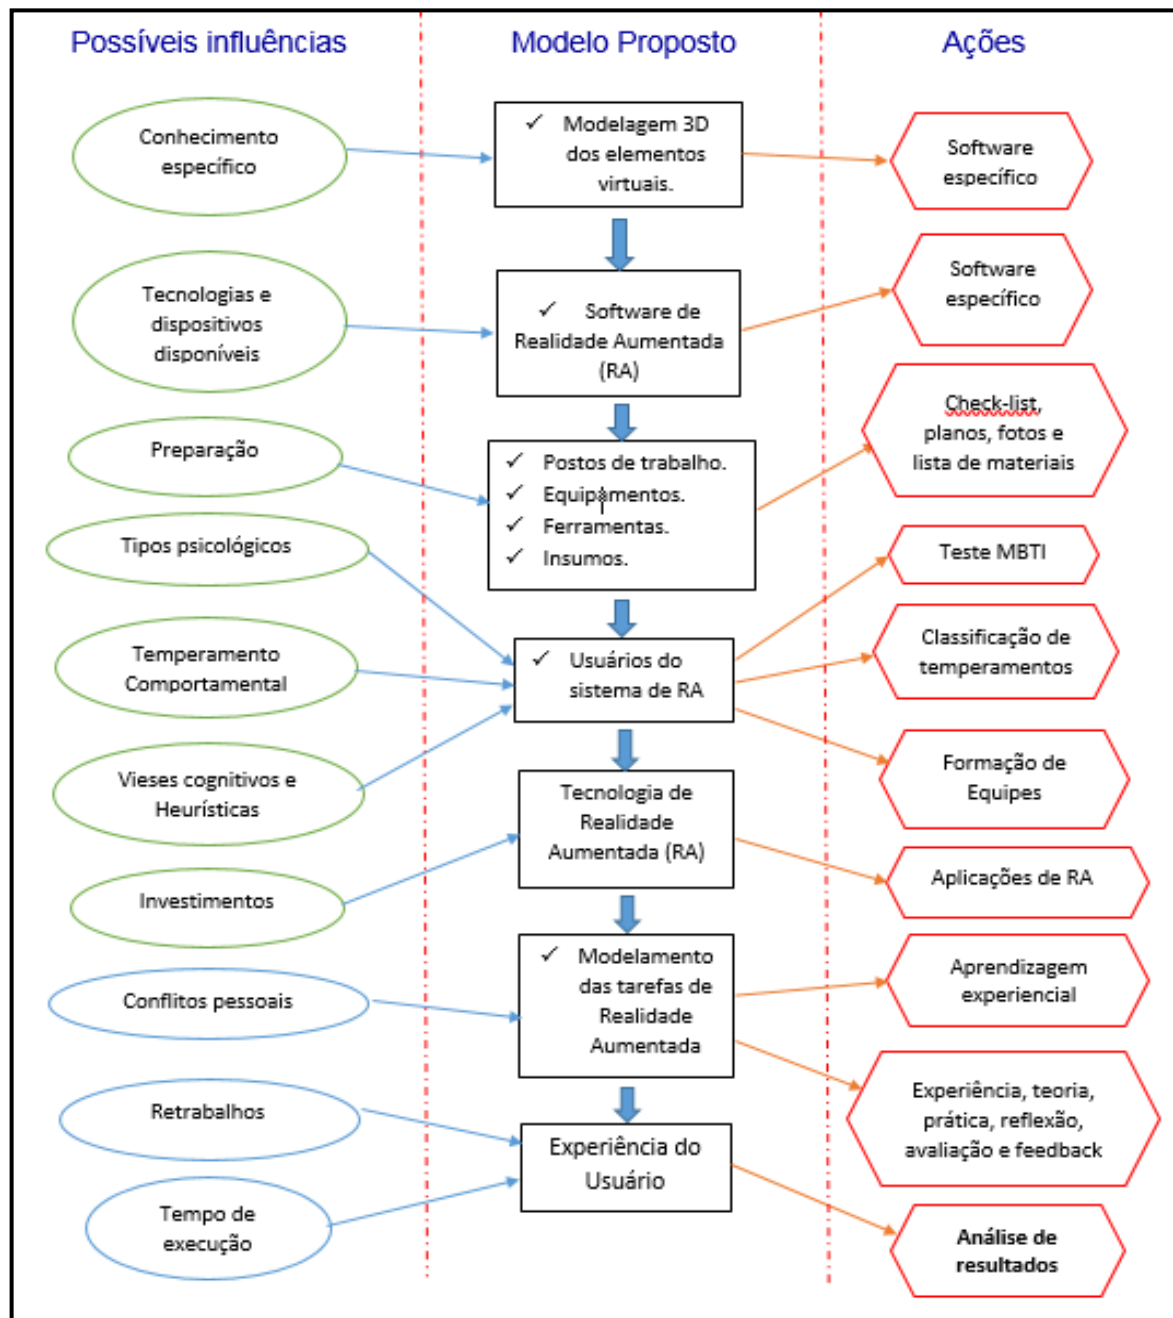 Possíveis influências
Modelo Proposto
Ações
Conhecimento
específico
✓ Modelagem 3D
dos elementos
virtuais.
Software
específico
Tecnologias e
dispositivos
disponíveis
✓ Software de
Realidade Aumentada
(RA)
Software
específico
Preparação
✓ Postos de trabalho.
✓ Equipamentos.
✓ Ferramentas.
✓ Insumos.
Check-list,
planos, fotos e
lista de materiais
Tipos psicológicos
Temperamento
Comportamental
Vieses cognitivos e
Heurísticas
✓ Usuários do
sistema de RA
Teste MBTI
Classificação de
temperamentos
Formação de
Equipes
Investimentos
Tecnologia de
Realidade
Aumentada (RA)
Aplicações de RA
Conflitos pessoais
✓ Modelamento
das tarefas de
Realidade
Aumentada
Aprendizagem
experiencial
Experiência, teoria,
prática, reflexão,
avaliação e feedback
Retrabalhos
Tempo de
execução
Experiência do
Usuário
Análise de
resultados